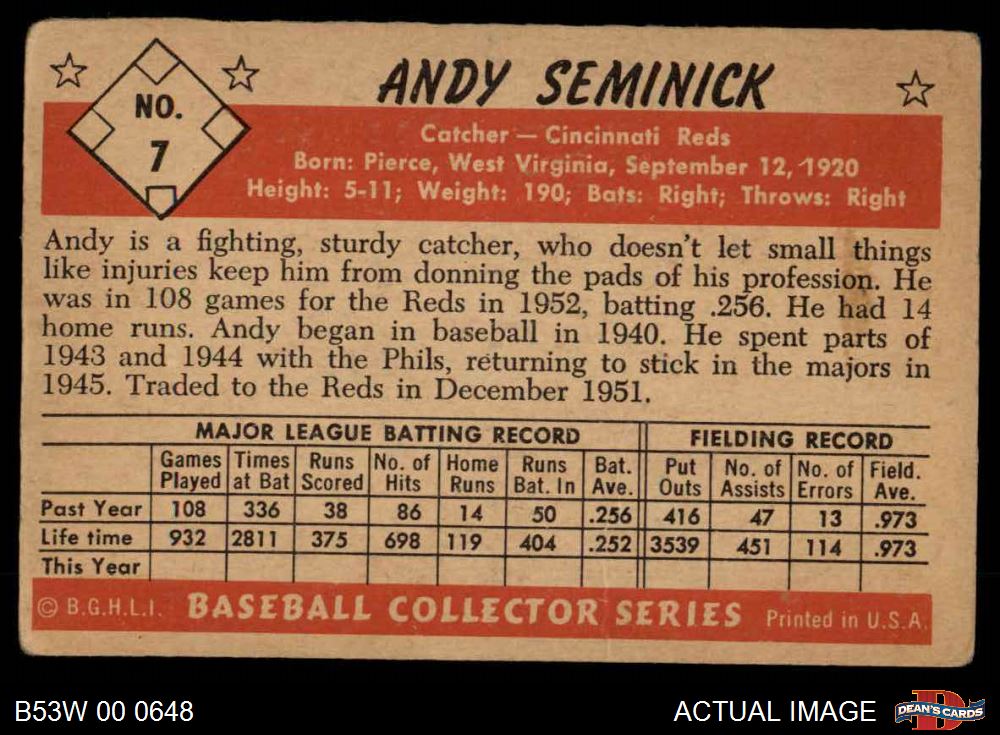 NO.
7
ANDY SEMINICK
Catcher — Cincinnati Reds
Born: Pierce, West Virginia, September 12, 1920
Height: 5-11; Weight: 190; Bats: Right; Throws: Right
Andy is a fighting, sturdy catcher, who doesn't let small things
like injuries keep him from donning the pads of his profession. He
was in 108 games for the Reds in 1952, batting .256. He had 14
home runs. Andy began in baseball in 1940. He spent parts of
1943 and 1944 with the Phils, returning to stick in the majors in
1945. Traded to the Reds in December 1951.
MAJOR LEAGUE BATTING RECORD FIELDING RECORD
Games Times Runs No. of Home Runs Bat. Put No. of No. of Field.
Played at Bat Scored Hits Runs Bat. In Ave. Outs Assists Errors Ave.
Past Year 108 336 38 86 14 50 .256 416 47 13 .973
Life time 932 2811 375 698 119 404 .252 3539 451 114 .973
This Year
© B.G.H.L.I. BASEBALL COLLECTOR SERIES Printed in U.S.A.
B53W 00 0648 ACTUAL IMAGE DEAN'S CARDS